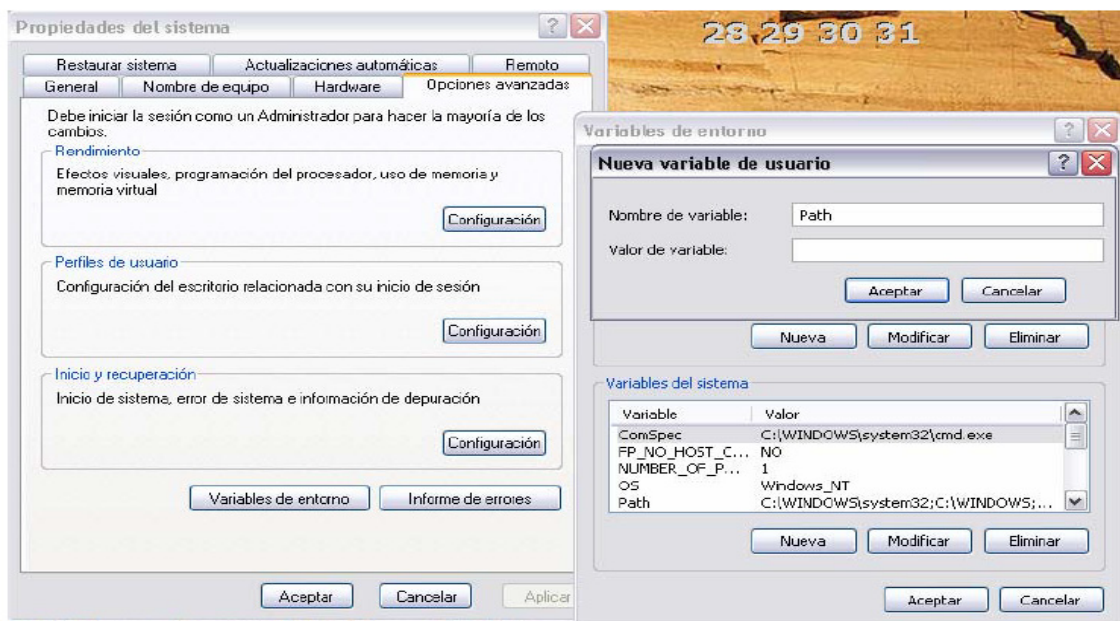 Propiedades del sistema
Restaurar sistema Actualizaciones automáticas Remoto
General Nombre de equipo Hardware Opciones avanzadas
Debe iniciar la sesión como un Administrador para hacer la mayoría de los
cambios.
Rendimiento
Efectos visuales, programación del procesador, uso de memoria y
memoria virtual
Configuración
Perfiles de usuario
Configuración del escritorio relacionada con su inicio de sesión
Configuración
Inicio y recuperación
Inicio de sistema, error de sistema e información de depuración
Configuración
Variables de entorno Informe de errores
Aceptar Cancelar Aplicar
28 29 30 31
Variables de entorno
Nueva variable de usuario
Nombre de variable: Path
Valor de variable:
Aceptar Cancelar
Nueva Modificar Eliminar
Variables del sistema
Variable Valor
ComSpec C:\WINDOWS\system32\cmd.exe
FP_NO_HOST_C... NO
NUMBER_OF_P... 1
OS Windows_NT
Path C:\WINDOWS\system32;C:\WINDOWS;...
Nueva Modificar Eliminar
Aceptar Cancelar